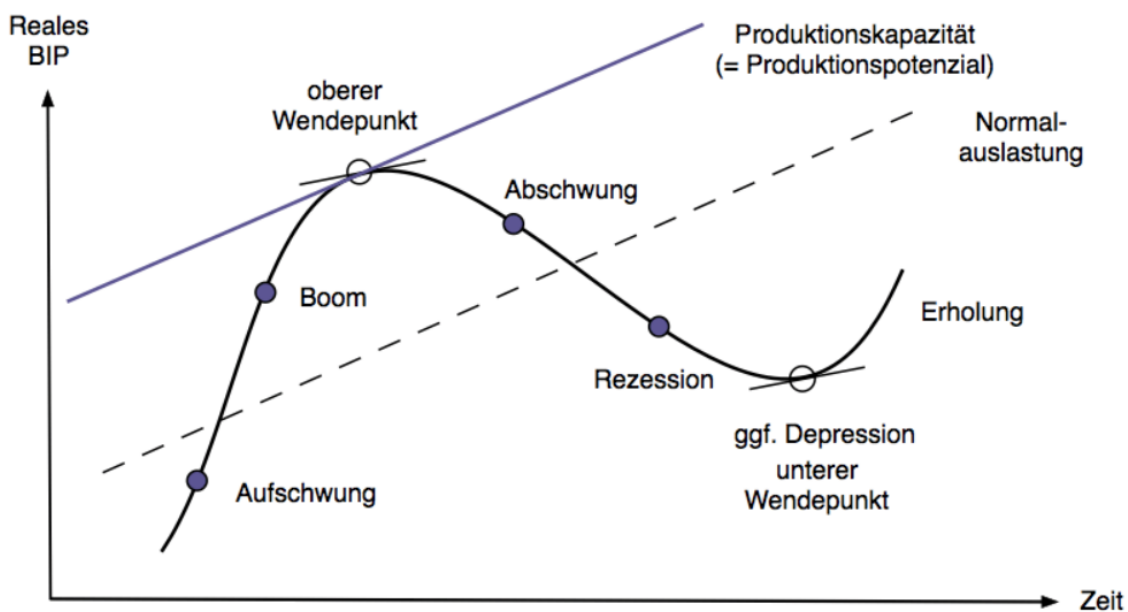 Reales
BIP
Produktionskapazität
(= Produktionspotenzial)
oberer
Wendepunkt
Normal-
auslastung
Abschwung
Boom
Erholung
Rezession
ggf. Depression
unterer
Wendepunkt
Aufschwung
Zeit